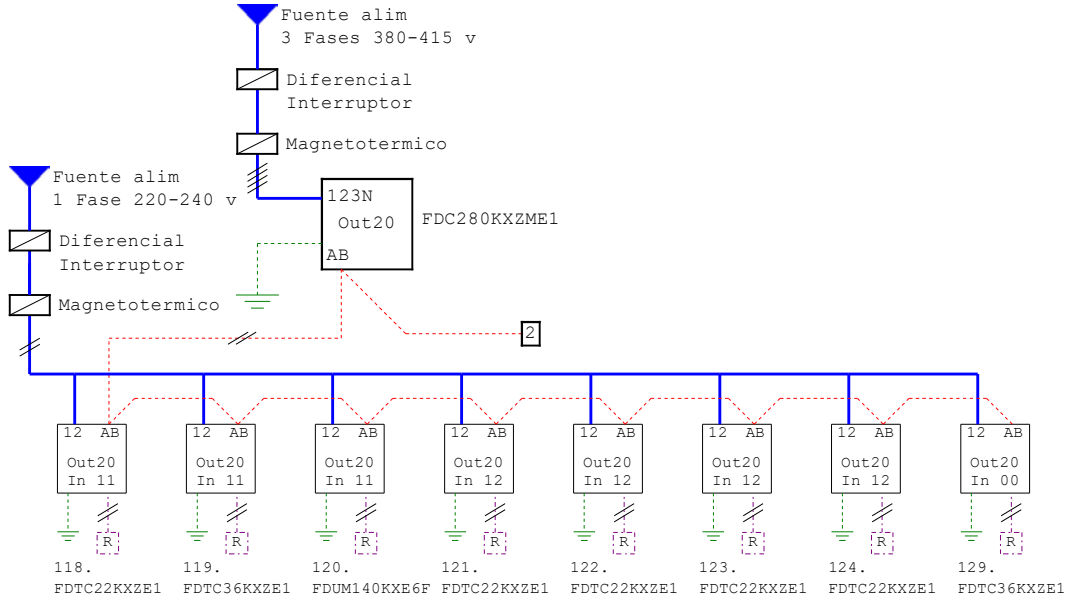 Fuente alim
3 Fases 380-415 v
Diferencial
Interruptor
Magnetotermico
Fuente alim
1 Fase 220-240 v
123N
Out20
AB
FDC280KXZME1
Diferencial
Interruptor
Magnetotermico
2
12 AB 12 AB 12 AB 12 AB 12 AB 12 AB 12 AB 12 AB
Out20 Out20 Out20 Out20 Out20 Out20 Out20 Out20
In 11 In 11 In 11 In 12 In 12 In 12 In 12 In 00
R R R R R R R R
118. 119. 120. 121. 122. 123. 124. 129.
FDTC22KXZE1 FDTC36KXZE1 FDUM140KXE6F FDTC22KXZE1 FDTC22KXZE1 FDTC22KXZE1 FDTC22KXZE1 FDTC36KXZE1